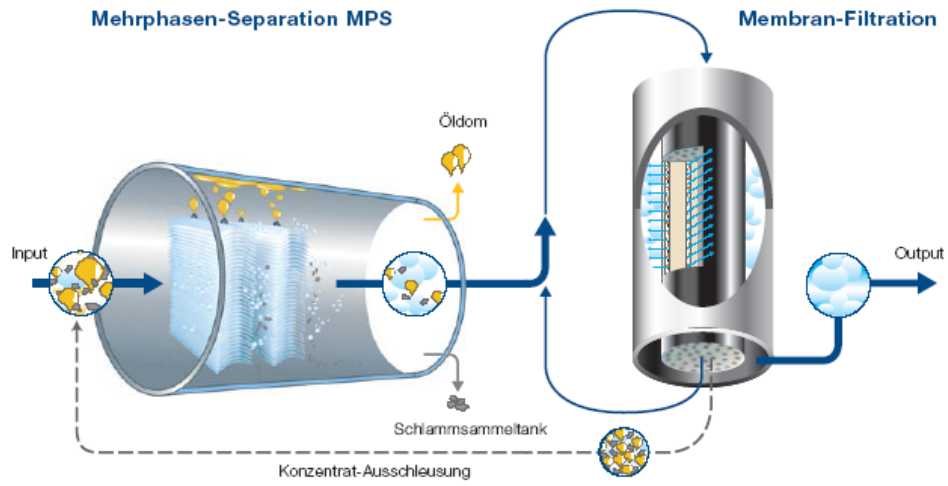 Mehrphasen-Separation MPS
Membran-Filtration
Öldom
Input
Output
Schlammsammeltank
Konzentrat-Ausschleusung